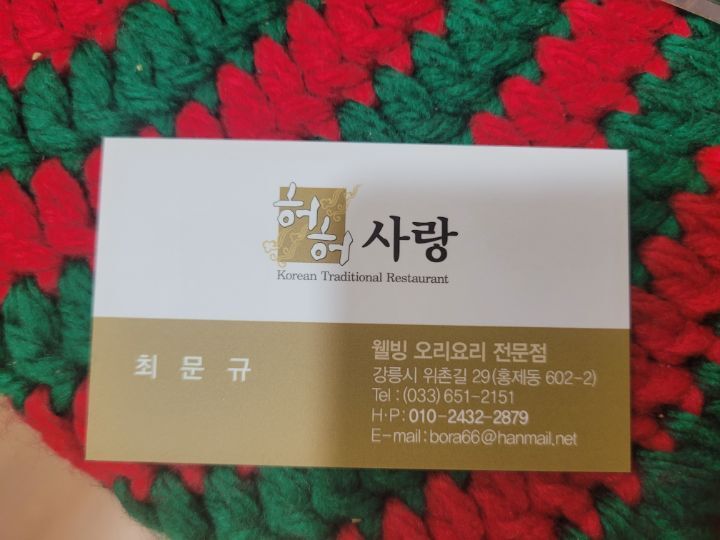 허허 사랑
Korean Traditional Restaurant
최 문 규
웰빙 오리요리 전문점
강릉시 위촌길 29 (홍제동 602-2)
Tel : (033) 651-2151
H·P: 010-2432-2879
E-mail : bora66@hanmail.net